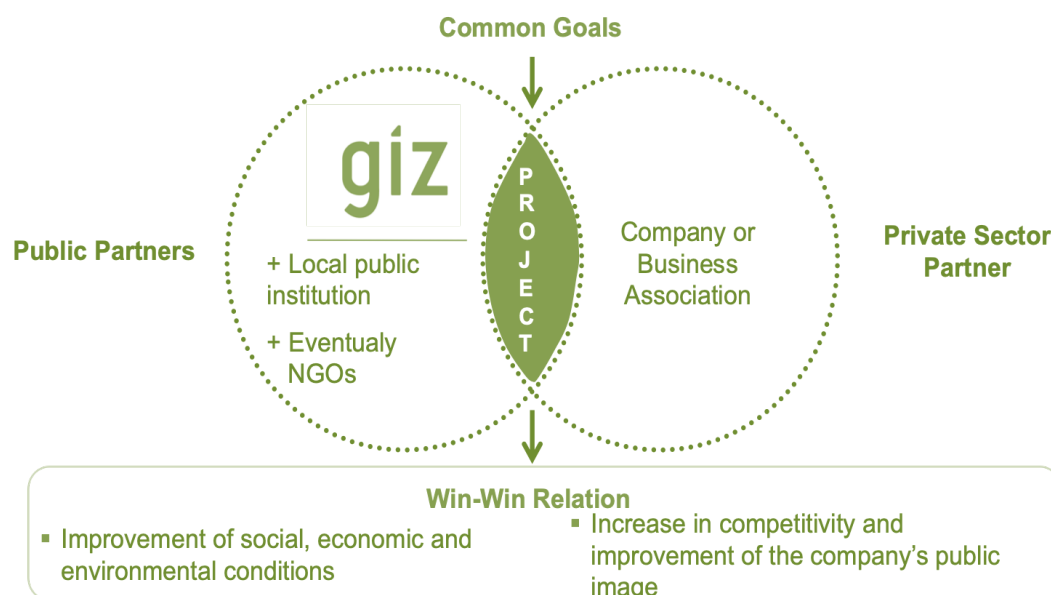 Common Goals
giz
PROJECT
Public Partners
+ Local public
institution
+ Eventualy
NGOs
Company or
Business
Association
Private Sector
Partner
Win-Win Relation
▪ Improvement of social, economic and
environmental conditions
▪ Increase in competitivity and
improvement of the company’s public
image